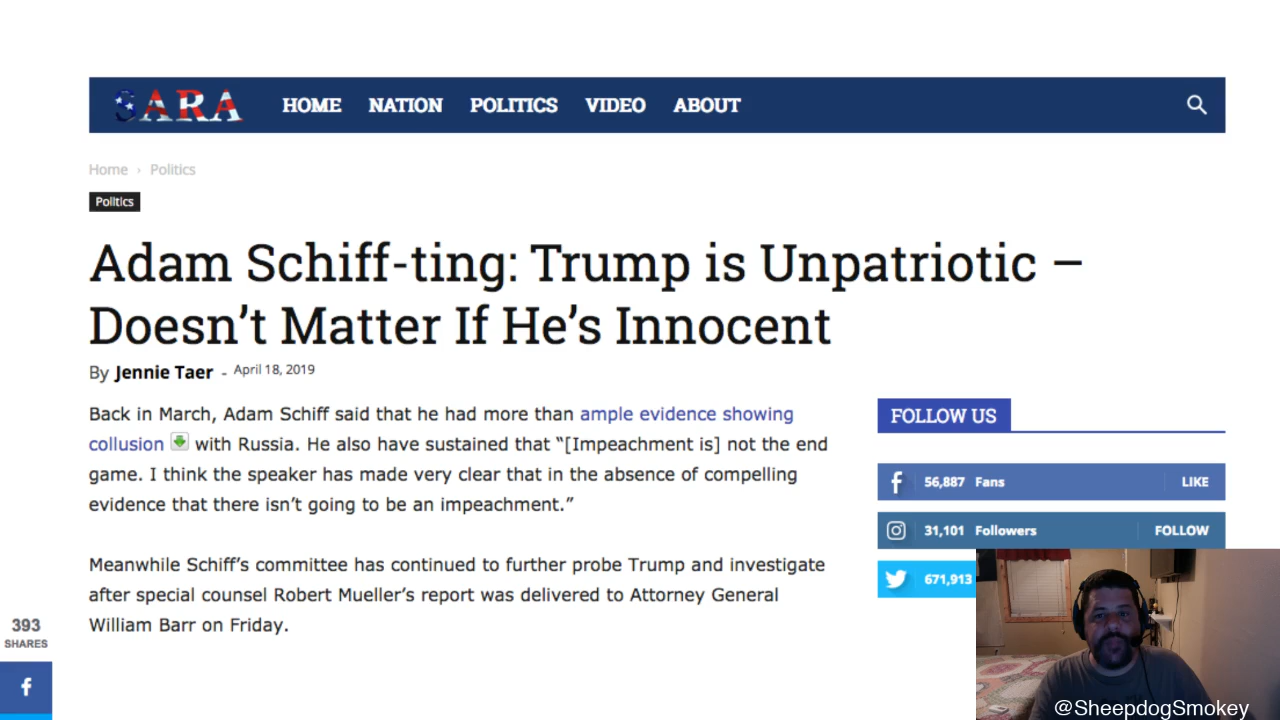 SARA HOME NATION POLITICS VIDEO ABOUT
Home › Politics
Politics
Adam Schiff-ting: Trump is Unpatriotic –
Doesn't Matter If He's Innocent
By Jennie Taer - April 18, 2019
Back in March, Adam Schiff said that he had more than ample evidence showing
collusion with Russia. He also have sustained that “[Impeachment is] not the end
game. I think the speaker has made very clear that in the absence of compelling
evidence that there isn’t going to be an impeachment.”
Meanwhile Schiff’s committee has continued to further probe Trump and investigate
after special counsel Robert Mueller’s report was delivered to Attorney General
William Barr on Friday.
FOLLOW US
56,887 Fans LIKE
31,101 Followers FOLLOW
671,913
393
SHARES
@SheepdogSmokey